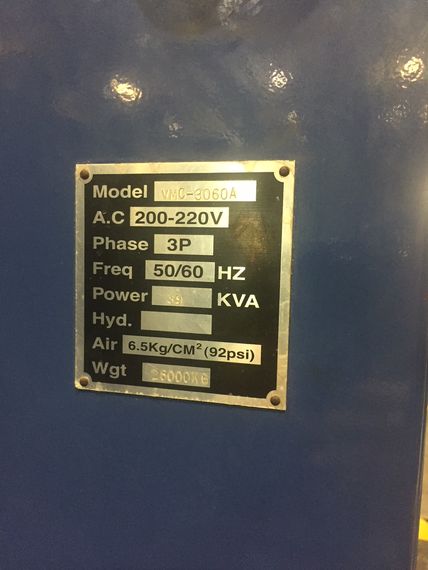 Model VMC-3060A
A.C 200-220V
Phase 3P
Freq 50/60 HZ
Power KVA
Hyd.
Air 6.5Kg/CM² (92psi)
Wgt 26000KG